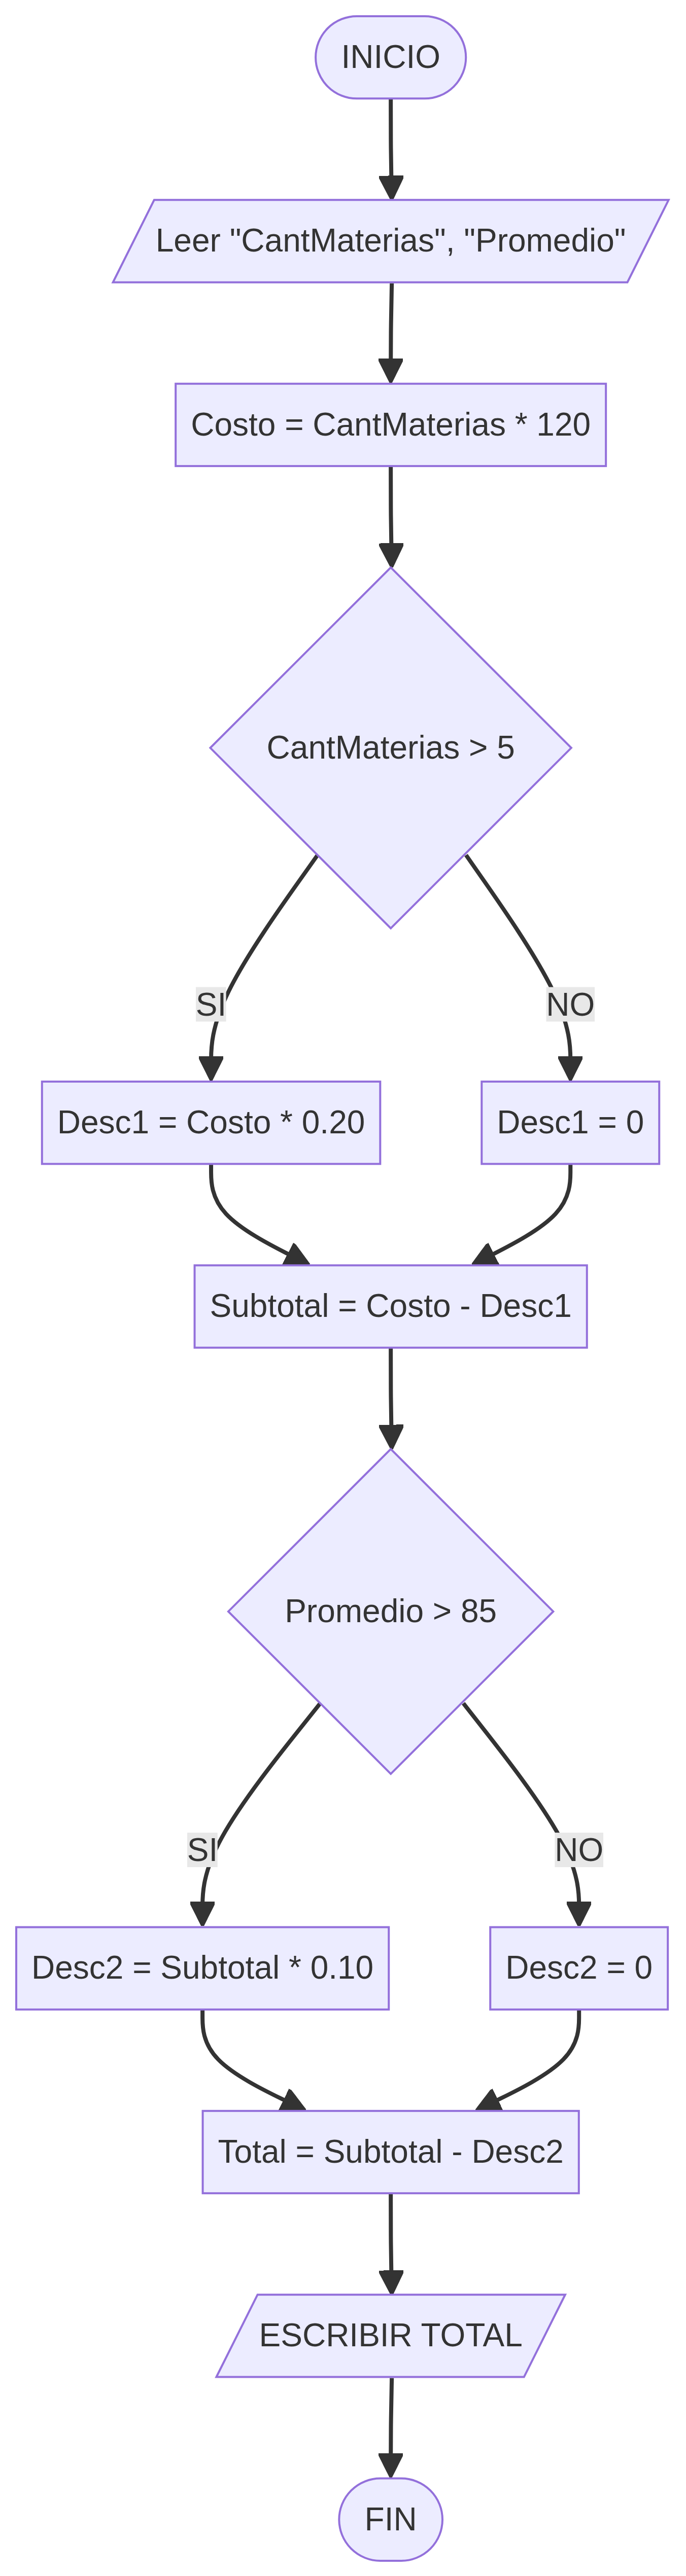 INICIO
Leer "CantMaterias", "Promedio"
Costo = CantMaterias * 120
CantMaterias > 5
SI
NO
Desc1 = Costo * 0.20
Desc1 = 0
Subtotal = Costo - Desc1
Promedio > 85
SI
NO
Desc2 = Subtotal * 0.10
Desc2 = 0
Total = Subtotal - Desc2
ESCRIBIR TOTAL
FIN